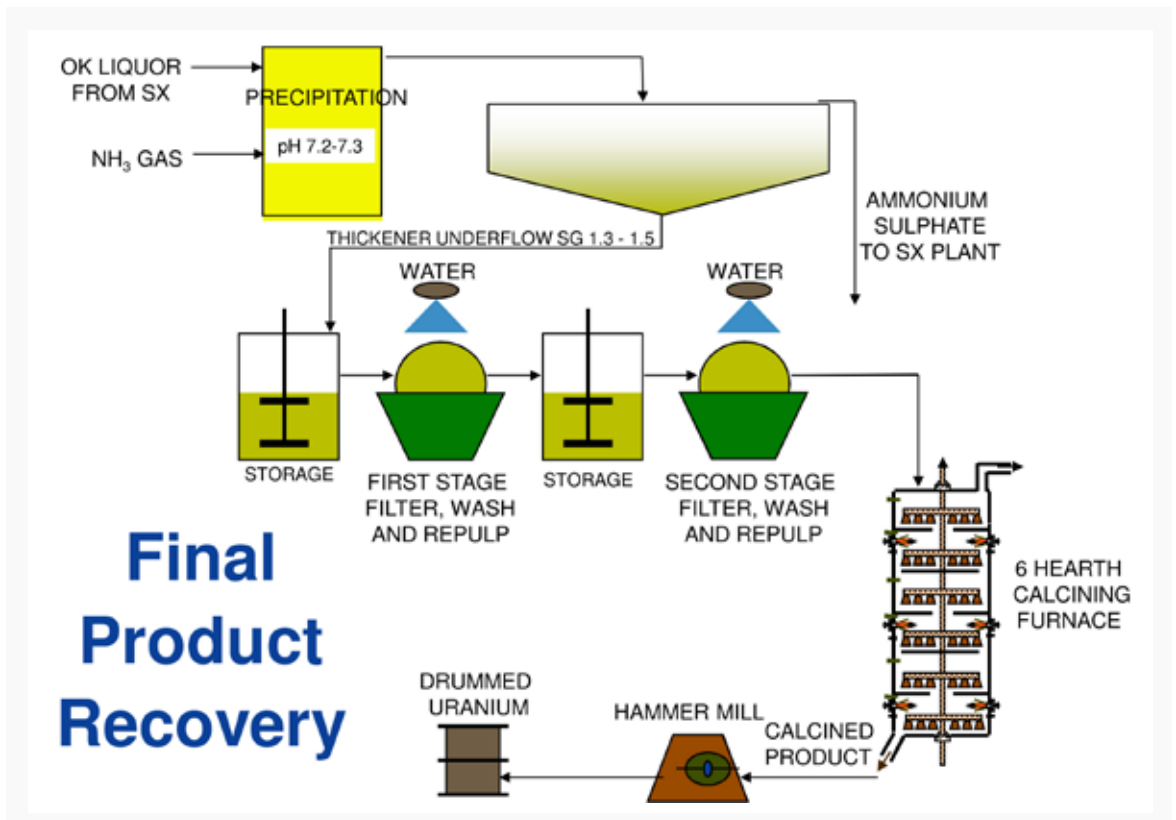 OK LIQUOR
FROM SX
PRECIPITATION
pH 7.2-7.3
NH₃ GAS
AMMONIUM
SULPHATE
TO SX PLANT
THICKENER UNDERFLOW SG 1.3 - 1.5
WATER
WATER
STORAGE
FIRST STAGE
FILTER, WASH
AND REPULP
STORAGE
SECOND STAGE
FILTER, WASH
AND REPULP
6 HEARTH
CALCINING
FURNACE
Final
Product
Recovery
DRUMMED
URANIUM
HAMMER MILL
CALCINED
PRODUCT